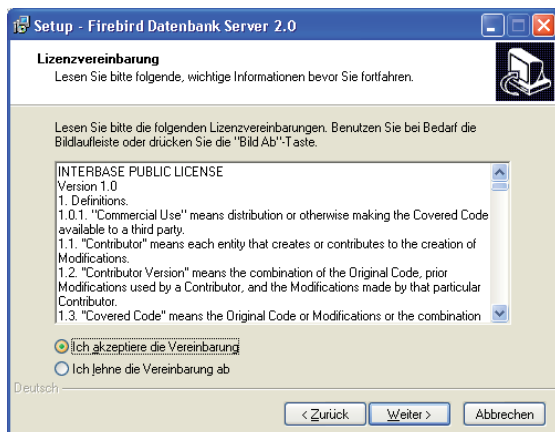 Setup - Firebird Datenbank Server 2.0
Lizenzvereinbarung
Lesen Sie bitte folgende, wichtige Informationen bevor Sie fortfahren.
Lesen Sie bitte die folgenden Lizenzvereinbarungen. Benutzen Sie bei Bedarf die
Bildlaufleiste oder drücken Sie die "Bild Ab"-Taste.
INTERBASE PUBLIC LICENSE
Version 1.0
1. Definitions.
1.0.1. "Commercial Use" means distribution or otherwise making the Covered Code
available to a third party.
1.1. "Contributor" means each entity that creates or contributes to the creation of
Modifications.
1.2. "Contributor Version" means the combination of the Original Code, prior
Modifications used by a Contributor, and the Modifications made by that particular
Contributor.
1.3. "Covered Code" means the Original Code or Modifications or the combination
Ich akzeptiere die Vereinbarung
Ich lehne die Vereinbarung ab
Deutsch
< Zurück Weiter > Abbrechen